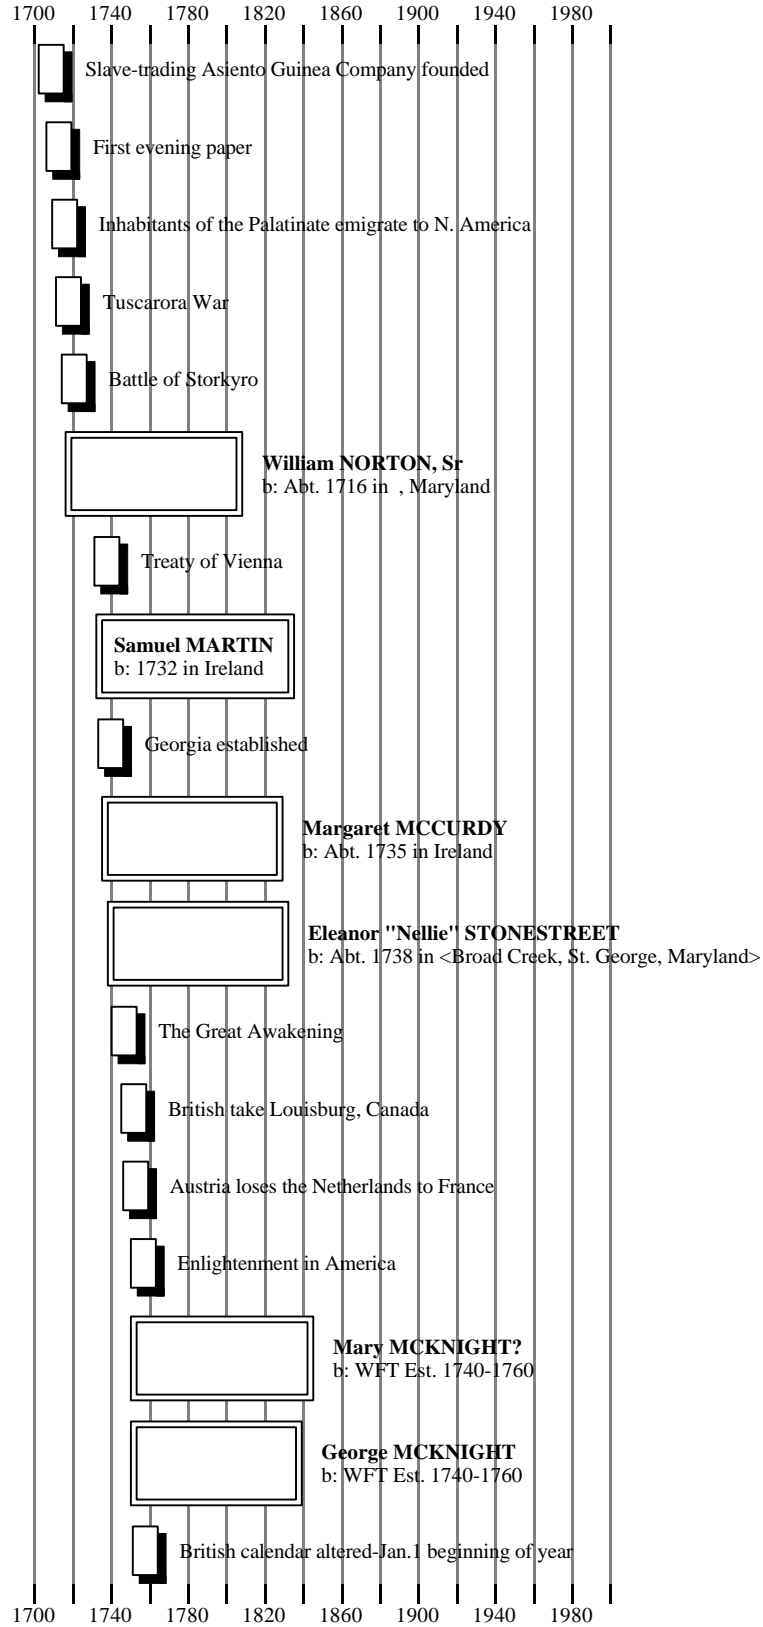 1700 1740 1780 1820 1860 1900 1940 1980
Slave-trading Asiento Guinea Company founded
First evening paper
Inhabitants of the Palatinate emigrate to N. America
Tuscarora War
Battle of Storkyro
William NORTON, Sr
b: Abt. 1716 in  , Maryland
Treaty of Vienna
Samuel MARTIN
b: 1732 in Ireland
Georgia established
Margaret MCCURDY
b: Abt. 1735 in Ireland
Eleanor "Nellie" STONESTREET
b: Abt. 1738 in <Broad Creek, St. George, Maryland>
The Great Awakening
British take Louisburg, Canada
Austria loses the Netherlands to France
Enlightenment in America
Mary MCKNIGHT?
b: WFT Est. 1740-1760
George MCKNIGHT
b: WFT Est. 1740-1760
British calendar altered-Jan.1 beginning of year
1700 1740 1780 1820 1860 1900 1940 1980